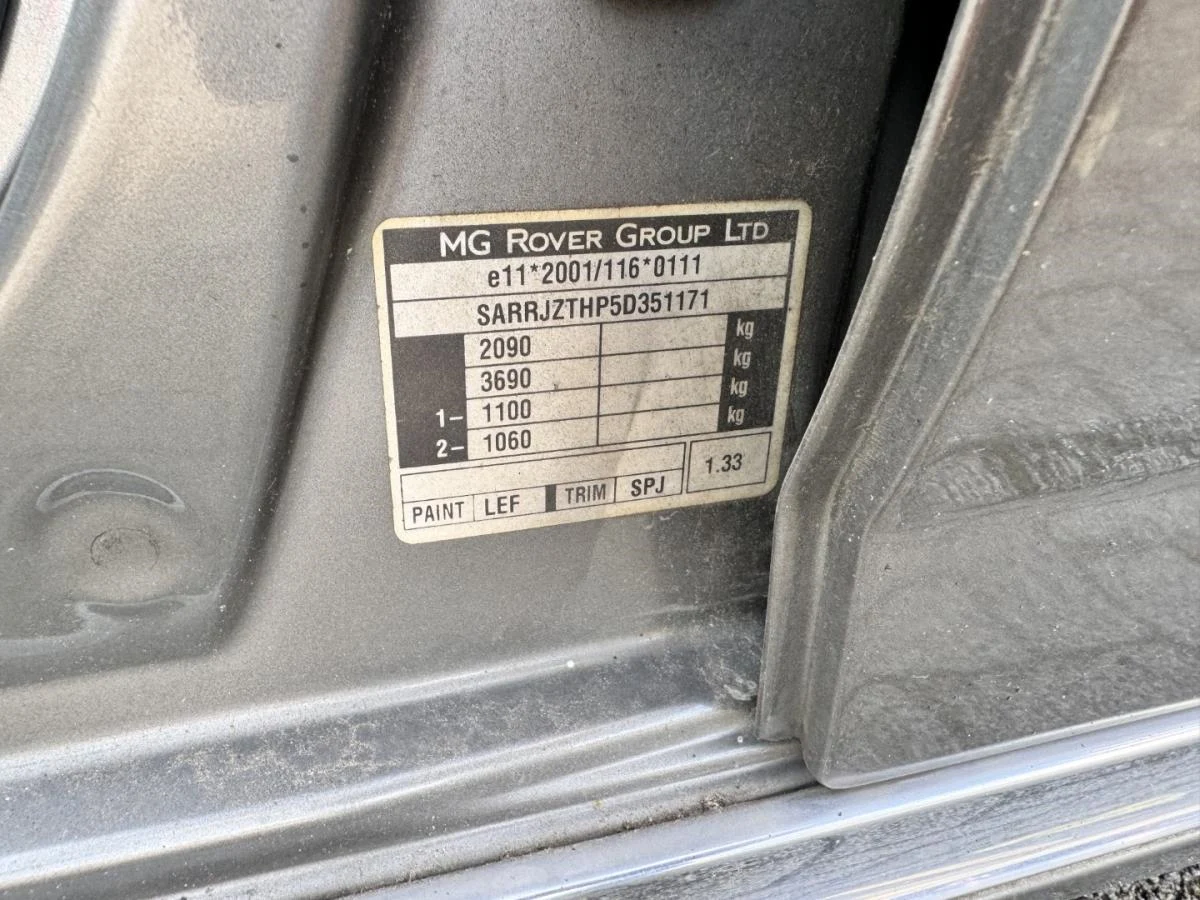 MG ROVER GROUP LTD
e11*2001/116*0111
SARRJZTHP5D351171
2090 kg
3690 kg
1– 1100 kg
2– 1060 kg
PAINT LEF TRIM SPJ 1.33